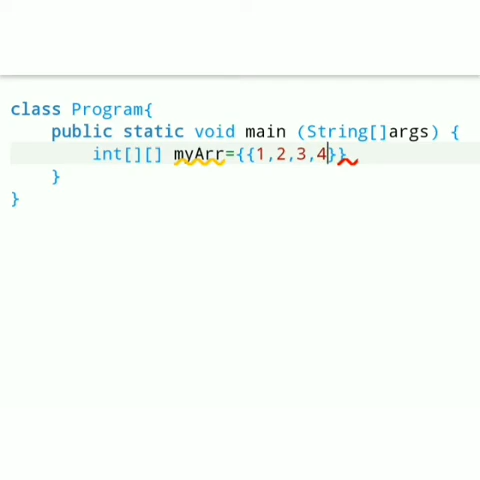 class Program{
public static void main (String[]args) {
int[][] myArr={{1,2,3,4}}
}
}